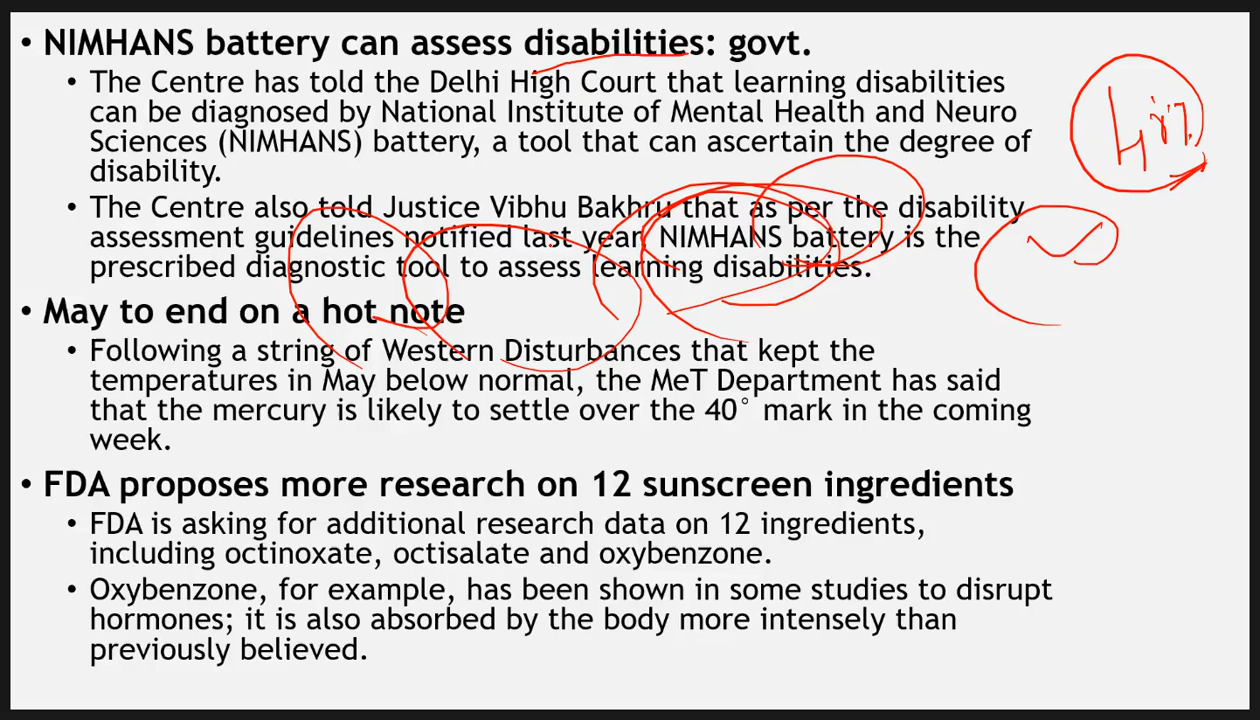 • NIMHANS battery can assess disabilities: govt.
• The Centre has told the Delhi High Court that learning disabilities
can be diagnosed by National Institute of Mental Health and Neuro
Sciences (NIMHANS) battery, a tool that can ascertain the degree of
disability.
• The Centre also told Justice Vibhu Bakhru that as per the disability
assessment guidelines notified last year, NIMHANS battery is the
prescribed diagnostic tool to assess learning disabilities.
• May to end on a hot note
• Following a string of Western Disturbances that kept the
temperatures in May below normal, the MeT Department has said
that the mercury is likely to settle over the 40° mark in the coming
week.
• FDA proposes more research on 12 sunscreen ingredients
• FDA is asking for additional research data on 12 ingredients,
including octinoxate, octisalate and oxybenzone.
• Oxybenzone, for example, has been shown in some studies to disrupt
hormones; it is also absorbed by the body more intensely than
previously believed.